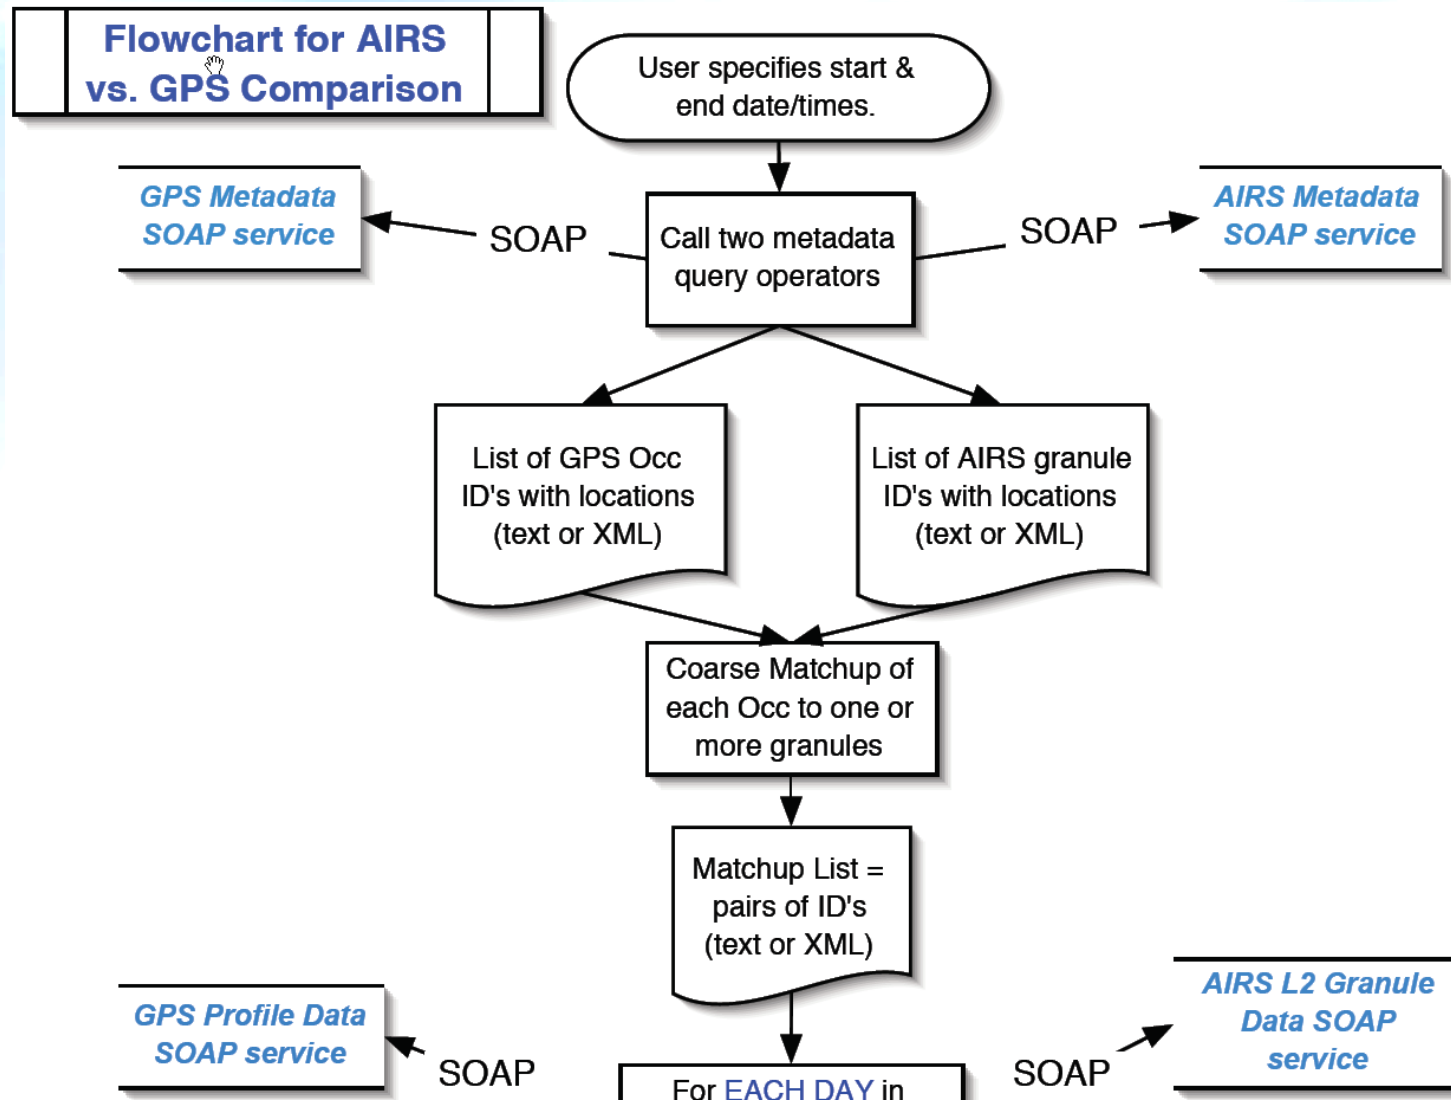 Flowchart for AIRS
vs. GPS Comparison
User specifies start &
end date/times.
GPS Metadata
SOAP service
SOAP
Call two metadata
query operators
SOAP
AIRS Metadata
SOAP service
List of GPS Occ
ID's with locations
(text or XML)
List of AIRS granule
ID's with locations
(text or XML)
Coarse Matchup of
each Occ to one or
more granules
Matchup List =
pairs of ID's
(text or XML)
GPS Profile Data
SOAP service
SOAP
SOAP
AIRS L2 Granule
Data SOAP
service
For EACH DAY in